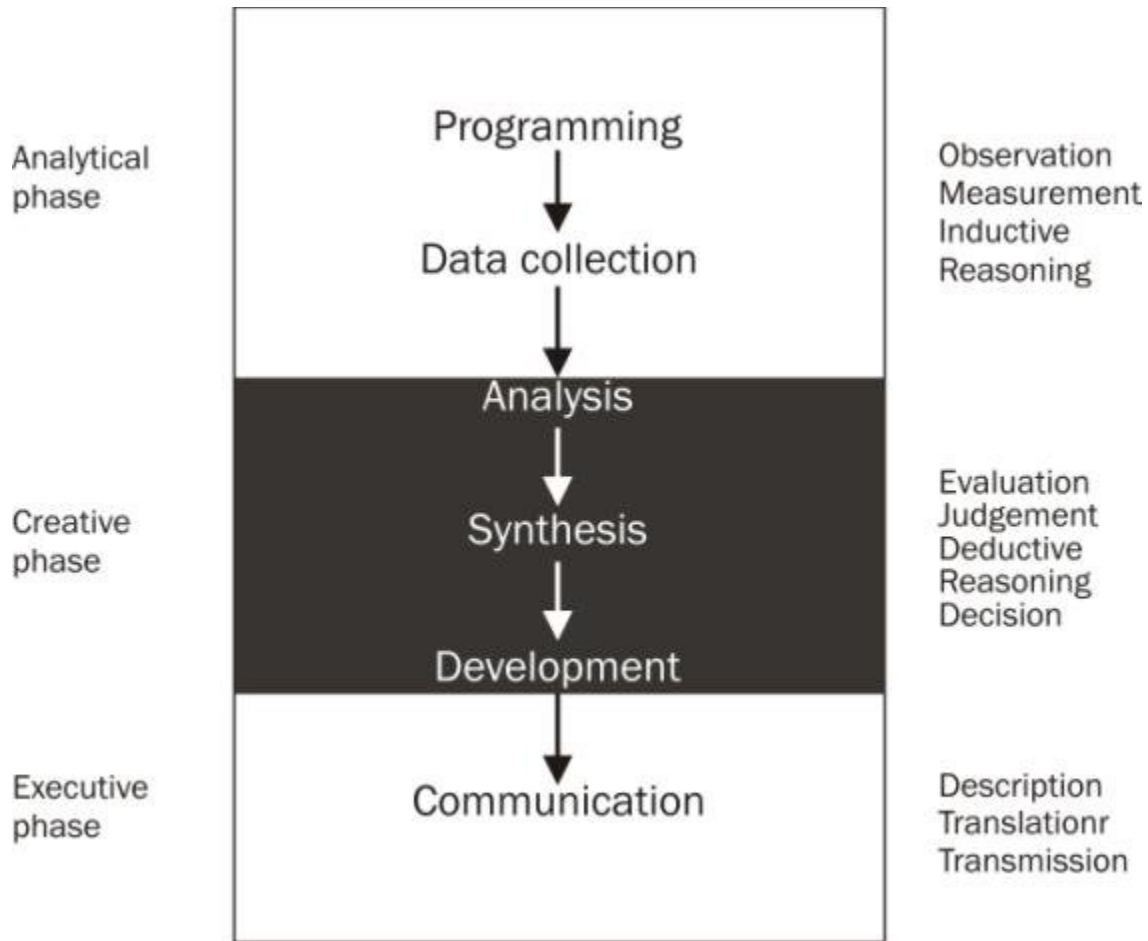 Analytical
phase
Programming
Data collection
Observation
Measurement
Inductive
Reasoning
Creative
phase
Analysis
Synthesis
Development
Evaluation
Judgement
Deductive
Reasoning
Decision
Executive
phase
Communication
Description
Translationr
Transmission